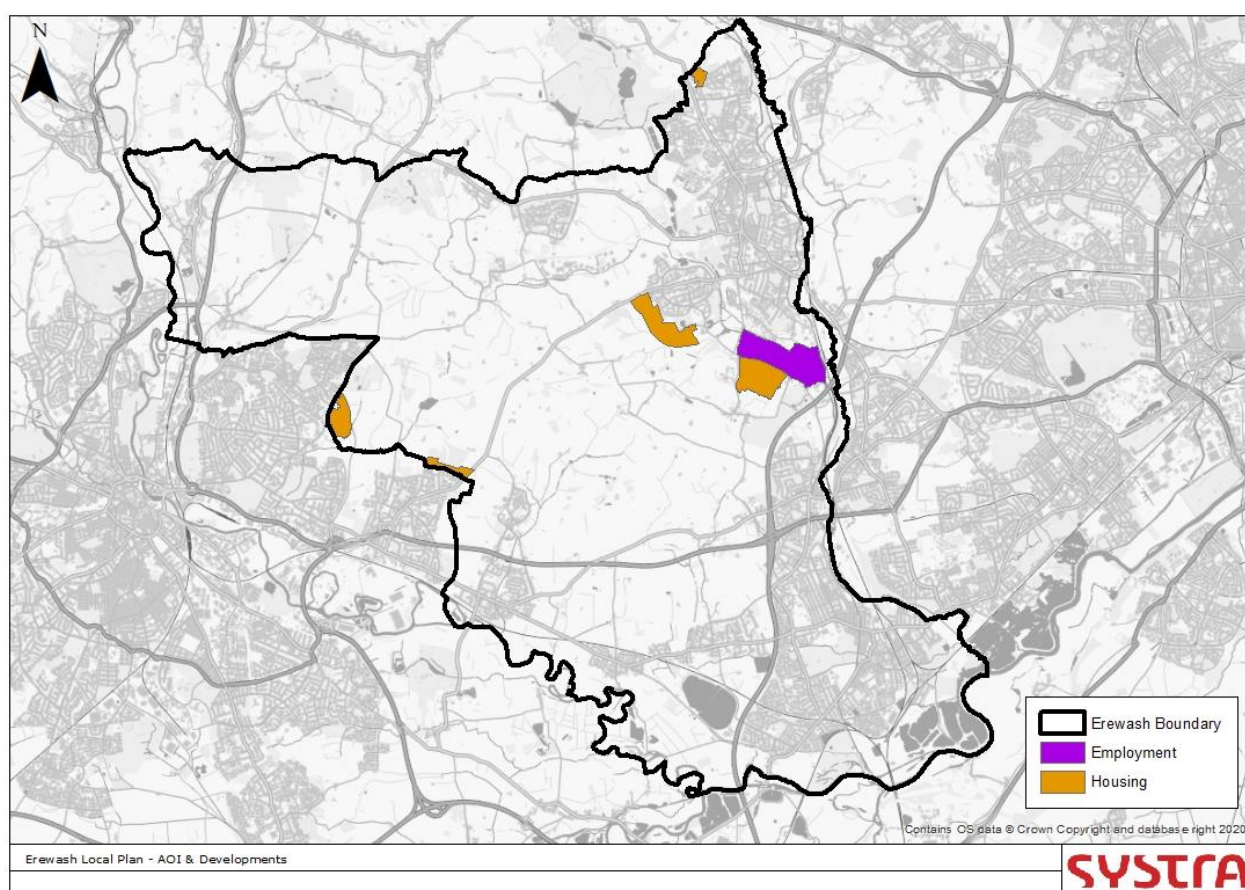 N
Erewash Boundary
Employment
Housing
Contains OS data © Crown Copyright and database right 2020
Erewash Local Plan - AOI & Developments
SYSTRA